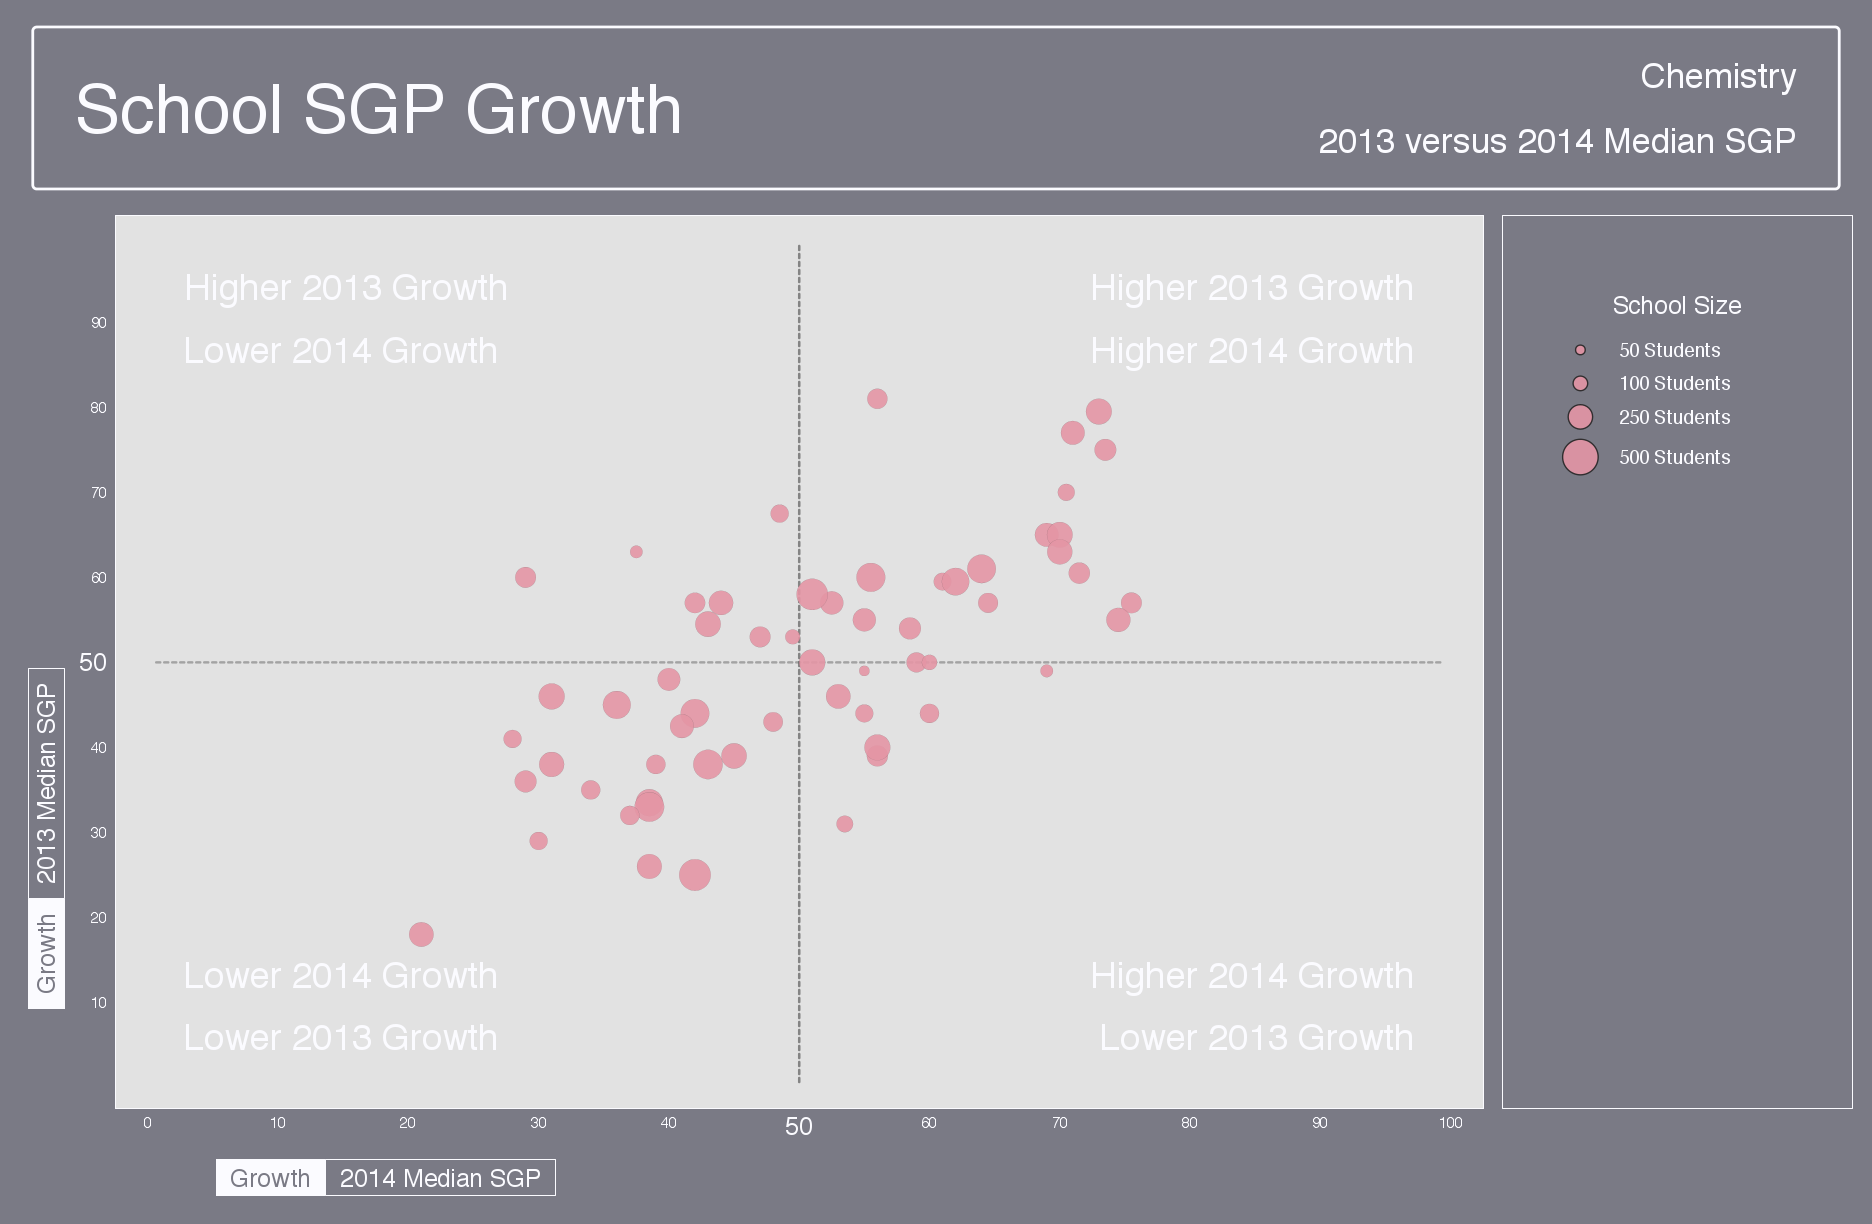 School SGP Growth
Chemistry
2013 versus 2014 Median SGP
Higher 2013 Growth
Lower 2014 Growth
Higher 2013 Growth
Higher 2014 Growth
90
80
70
60
50
40
30
20
10
2013 Median SGP
Growth
Lower 2014 Growth
Lower 2013 Growth
Higher 2014 Growth
Lower 2013 Growth
0 10 20 30 40 50 60 70 80 90 100
Growth 2014 Median SGP
School Size
50 Students
100 Students
250 Students
500 Students